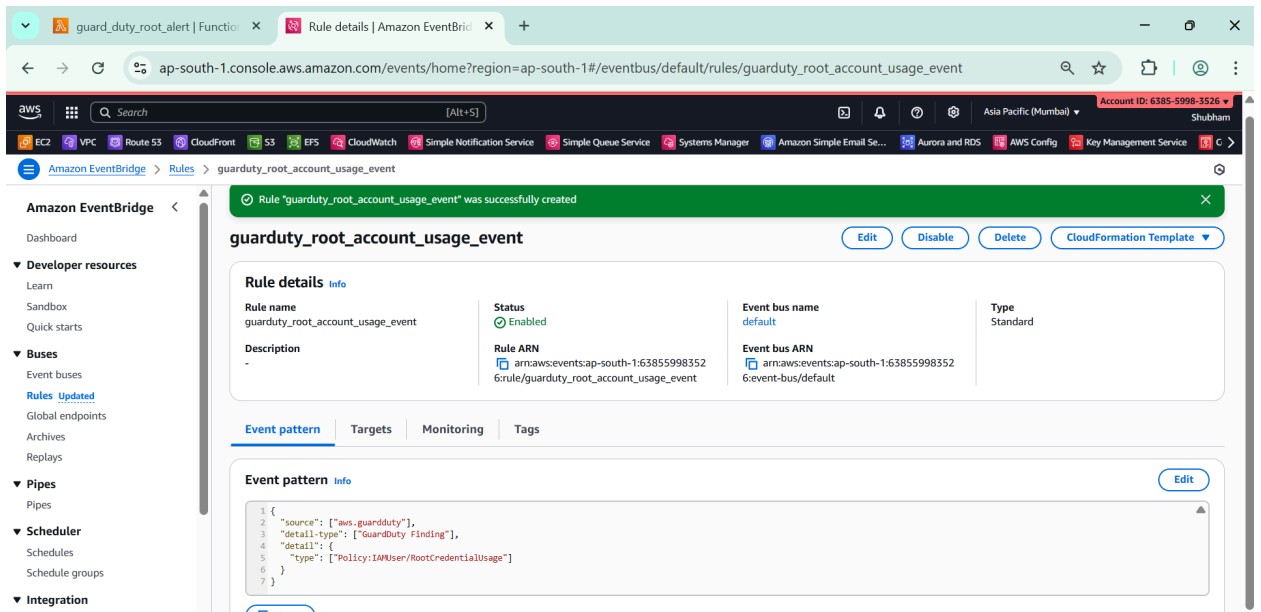 guard_duty_root_alert | Functio
Rule details | Amazon EventBrid
ap-south-1.console.aws.amazon.com/events/home?region=ap-south-1#/eventbus/default/rules/guarduty_root_account_usage_event
aws
Search
[Alt+S]
Asia Pacific (Mumbai)
Account ID: 6385-5998-3526
Shubham
EC2 VPC Route 53 CloudFront S3 EFS CloudWatch Simple Notification Service Simple Queue Service Systems Manager Amazon Simple Email Se... Aurora and RDS AWS Config Key Management Service C
Amazon EventBridge > Rules > guarduty_root_account_usage_event
Amazon EventBridge
Dashboard
Developer resources
Learn
Sandbox
Quick starts
Buses
Event buses
Rules Updated
Global endpoints
Archives
Replays
Pipes
Pipes
Scheduler
Schedules
Schedule groups
Integration
Rule "guarduty_root_account_usage_event" was successfully created
guarduty_root_account_usage_event
Edit
Disable
Delete
CloudFormation Template
Rule details Info
Rule name
guarduty_root_account_usage_event
Description
-
Status
Enabled
Rule ARN
arn:aws:events:ap-south-1:63855998352
6:rule/guarduty_root_account_usage_event
Event bus name
default
Event bus ARN
arn:aws:events:ap-south-1:63855998352
6:event-bus/default
Type
Standard
Event pattern
Targets
Monitoring
Tags
Event pattern Info
Edit
1 {
2 "source": ["aws.guardduty"],
3 "detail-type": ["GuardDuty Finding"],
4 "detail": {
5 "type": ["Policy:IAMUser/RootCredentialUsage"]
6 }
7 }